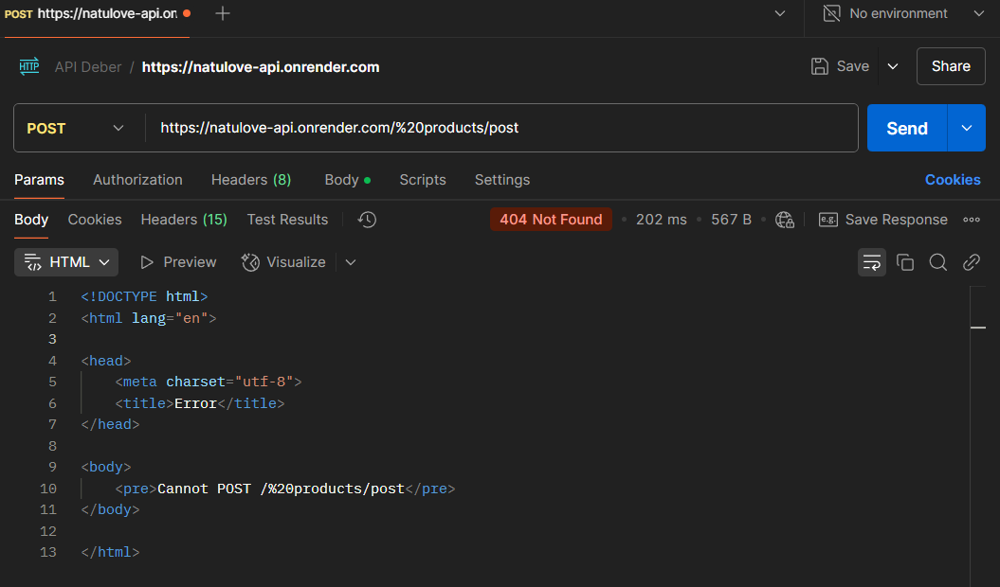 POST https://natulove-api.on
No environment
HTTP API Deber / https://natulove-api.onrender.com Save Share
POST https://natulove-api.onrender.com/%20products/post Send
Params Authorization Headers (8) Body Scripts Settings Cookies
Body Cookies Headers (15) Test Results 404 Not Found 202 ms 567 B e.g. Save Response
HTML Preview Visualize
1 <!DOCTYPE html>
2 <html lang="en">
3
4 <head>
5 <meta charset="utf-8">
6 <title>Error</title>
7 </head>
8
9 <body>
10 <pre>Cannot POST /%20products/post</pre>
11 </body>
12
13 </html>